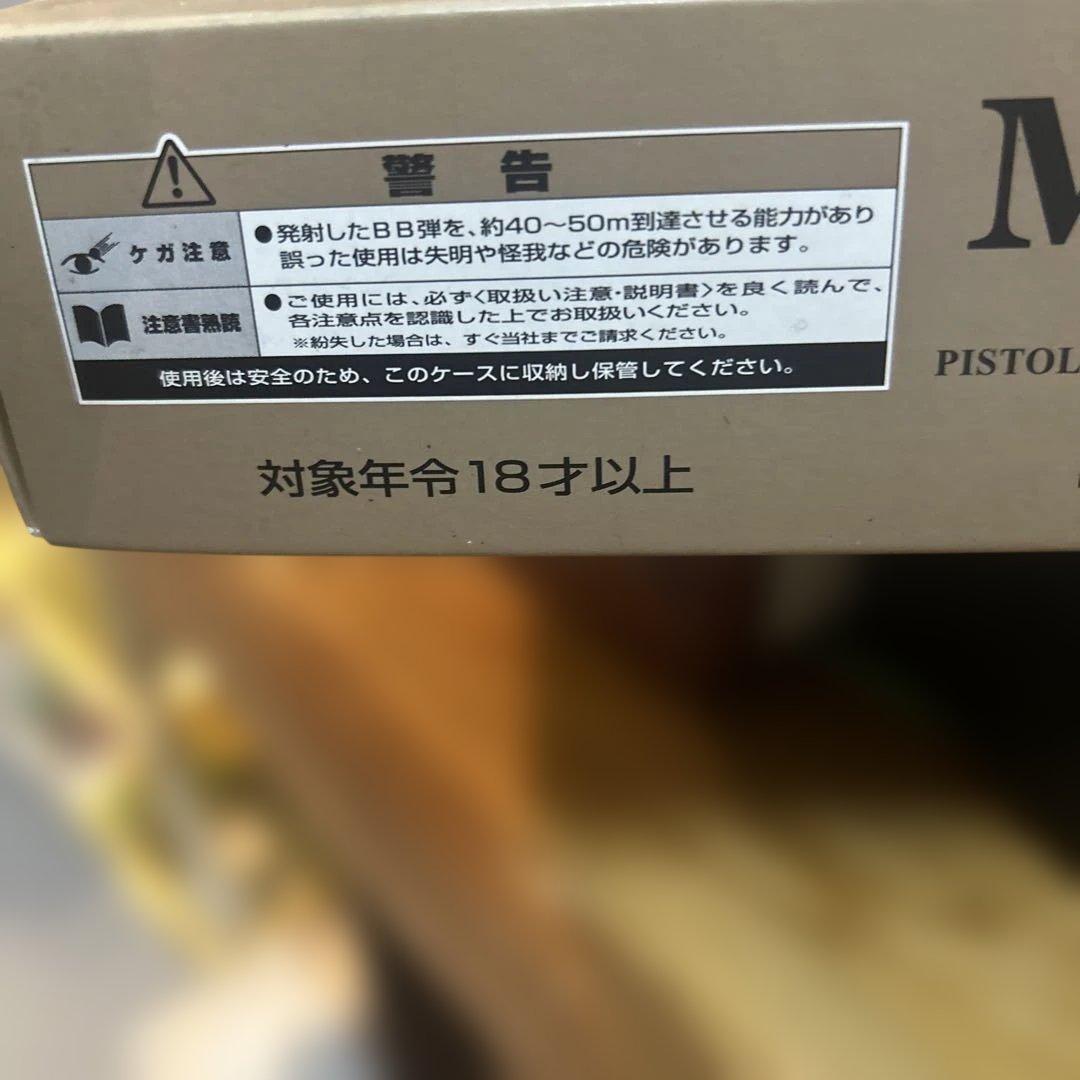 警告
ケガ注意
●発射したBB弾を、約40〜50m到達させる能力があり
誤った使用は失明や怪我などの危険があります。
注意書熟読
●ご使用には、必ず<取扱い注意・説明書>を良く読んで、
各注意点を認識した上でお取扱いください。
※紛失した場合は、すぐ当社までご請求ください。
使用後は安全のため、このケースに収納し保管してください。
対象年令18才以上
M
PISTOL